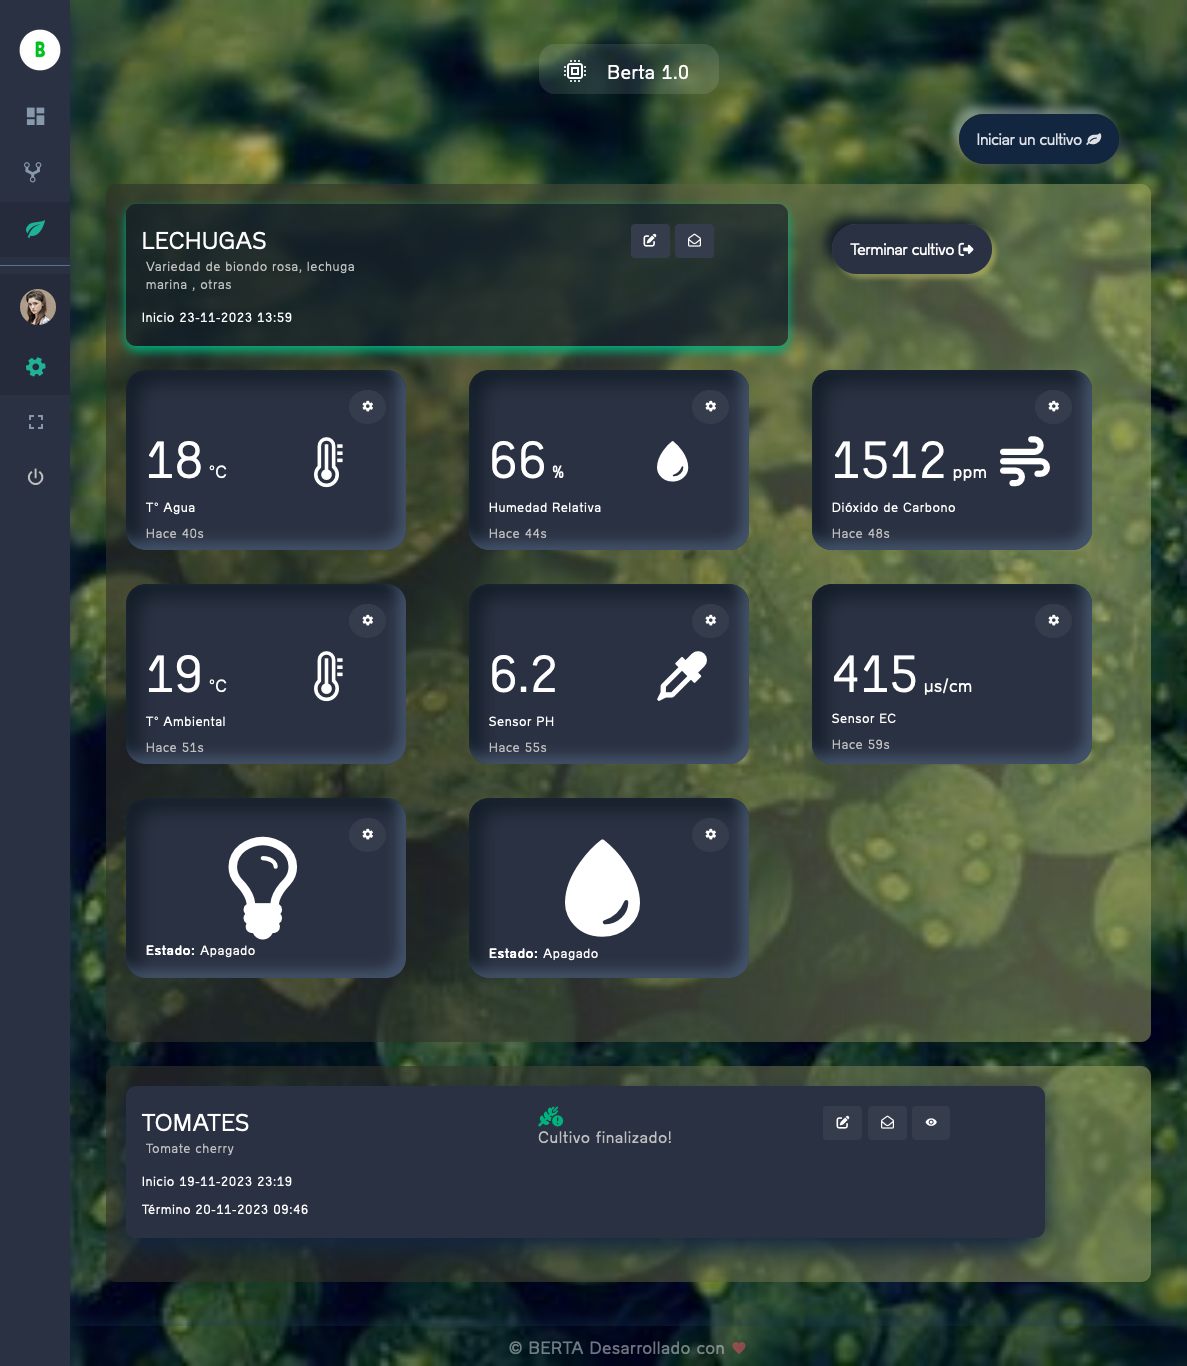 B
Berta 1.0
Iniciar un cultivo
LECHUGAS
Variedad de biondo rosa, lechuga
marina , otras
Inicio 23-11-2023 13:59
Terminar cultivo
18 °C
T° Agua
Hace 40s
66 %
Humedad Relativa
Hace 44s
1512 ppm
Dióxido de Carbono
Hace 48s
19 °C
T° Ambiental
Hace 51s
6.2
Sensor PH
Hace 55s
415 µs/cm
Sensor EC
Hace 59s
Estado: Apagado
Estado: Apagado
TOMATES
Tomate cherry
Inicio 19-11-2023 23:19
Término 20-11-2023 09:46
Cultivo finalizado!
© BERTA Desarrollado con